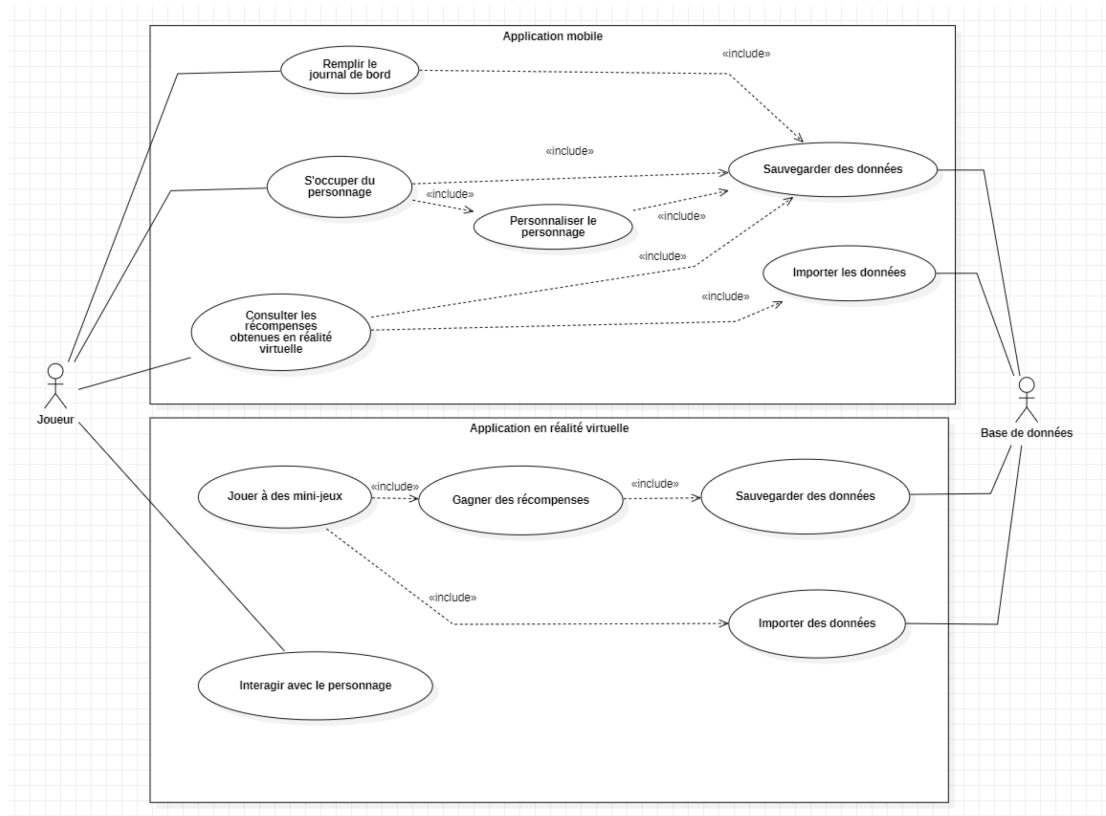 Application mobile
«include»
Remplir le
journal de bord
«include»
S'occuper du
personnage
«include»
Sauvegarder des données
Personnaliser le
personnage
«include»
«include»
Importer les données
«include»
Consulter les
récompenses
obtenues en réalité
virtuelle
Joueur
Base de données
Application en réalité virtuelle
Jouer à des mini-jeux
«include»
Gagner des récompenses
«include»
Sauvegarder des données
«include»
Importer des données
Interagir avec le personnage